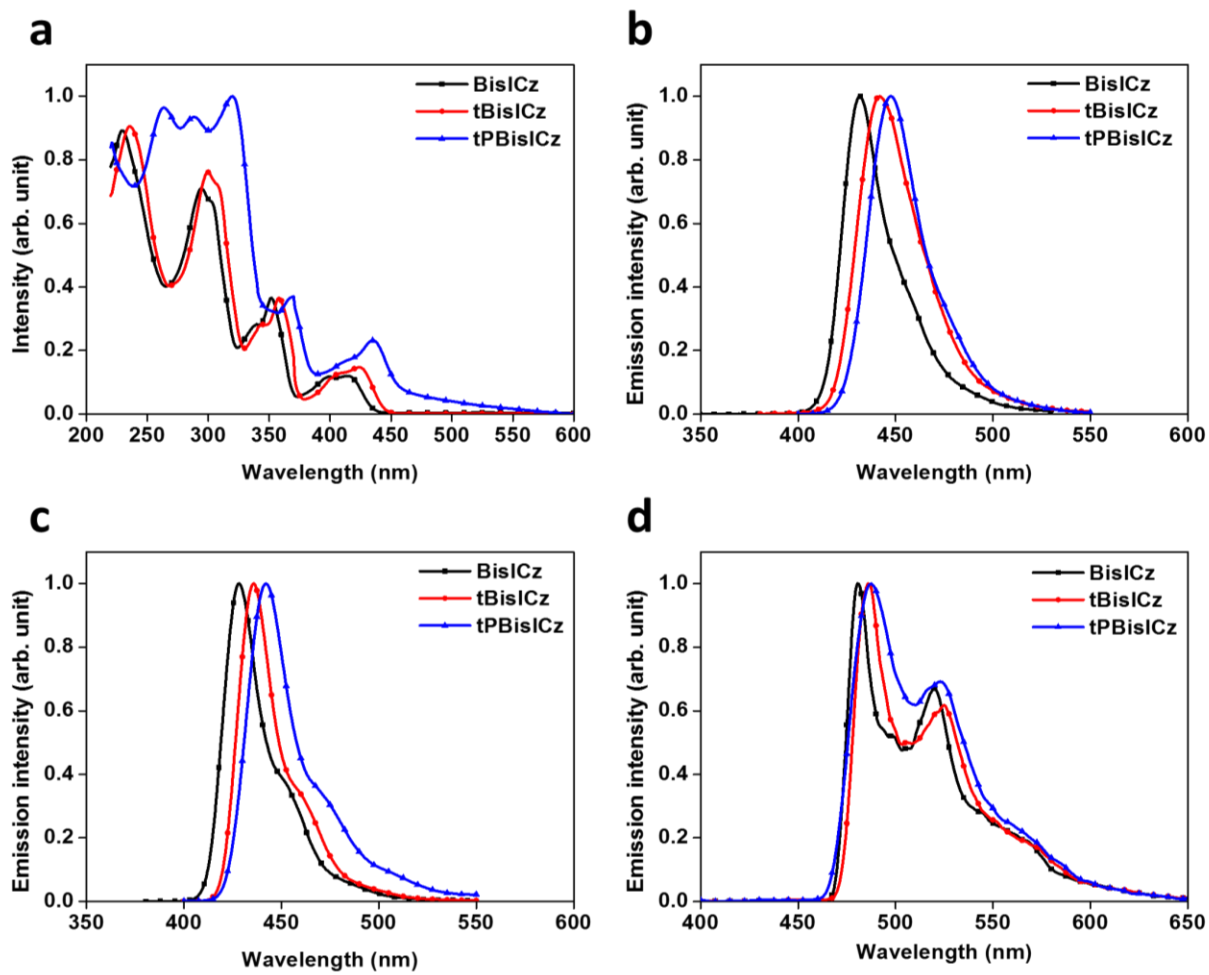 a
Intensity (arb. unit)
1.0
0.8
0.6
0.4
0.2
0.0
BisICz
tBisICz
tPBisICz
200 250 300 350 400 450 500 550 600
Wavelength (nm)
b
Emission intensity (arb. unit)
1.0
0.8
0.6
0.4
0.2
0.0
BisICz
tBisICz
tPBisICz
350 400 450 500 550 600
Wavelength (nm)
c
Emission intensity (arb. unit)
1.0
0.8
0.6
0.4
0.2
0.0
BisICz
tBisICz
tPBisICz
350 400 450 500 550 600
Wavelength (nm)
d
Emission intensity (arb. unit)
1.0
0.8
0.6
0.4
0.2
0.0
BisICz
tBisICz
tPBisICz
400 450 500 550 600 650
Wavelength (nm)